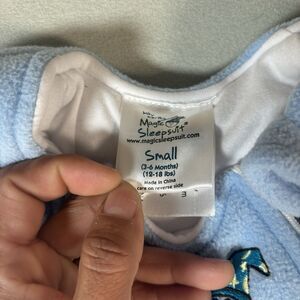 Magic
Sleepsuit®
www.magicsleepsuit.com
Small
(3-6 Months)
(12-18 lbs)
Made in China
care on reverse side